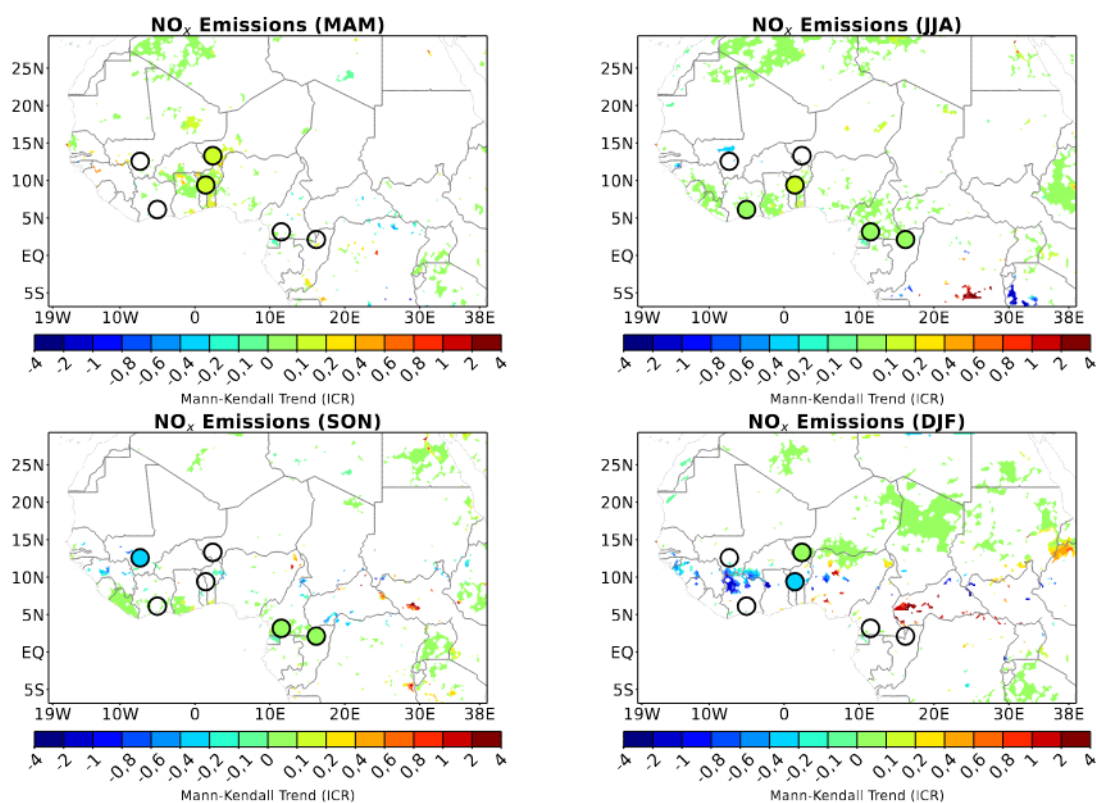 NOx Emissions (MAM)
25N
20N
15N
10N
5N
EQ
5S
19W 10W 0 10E 20E 30E 38E
-4 -2 -1 -0,8 -0,6 -0,4 -0,2 -0,1 0 0,1 0,2 0,4 0,6 0,8 1 2 4
Mann-Kendall Trend (ICR)
NOx Emissions (JJA)
25N
20N
15N
10N
5N
EQ
5S
19W 10W 0 10E 20E 30E 38E
-4 -2 -1 -0,8 -0,6 -0,4 -0,2 -0,1 0 0,1 0,2 0,4 0,6 0,8 1 2 4
Mann-Kendall Trend (ICR)
NOx Emissions (SON)
25N
20N
15N
10N
5N
EQ
5S
19W 10W 0 10E 20E 30E 38E
-4 -2 -1 -0,8 -0,6 -0,4 -0,2 -0,1 0 0,1 0,2 0,4 0,6 0,8 1 2 4
Mann-Kendall Trend (ICR)
NOx Emissions (DJF)
25N
20N
15N
10N
5N
EQ
5S
19W 10W 0 10E 20E 30E 38E
-4 -2 -1 -0,8 -0,6 -0,4 -0,2 -0,1 0 0,1 0,2 0,4 0,6 0,8 1 2 4
Mann-Kendall Trend (ICR)